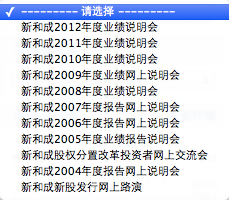 ✓ --------- 请选择 ---------
新和成2012年度业绩说明会
新和成2011年度业绩说明会
新和成2010年度业绩说明会
新和成2009年度业绩网上说明会
新和成2008年度业绩说明会
新和成2007年度报告网上说明会
新和成2006年度报告网上说明会
新和成2005年度业绩报告说明会
新和成股权分置改革投资者网上交流会
新和成2004年度报告网上说明会
新和成新股发行网上路演